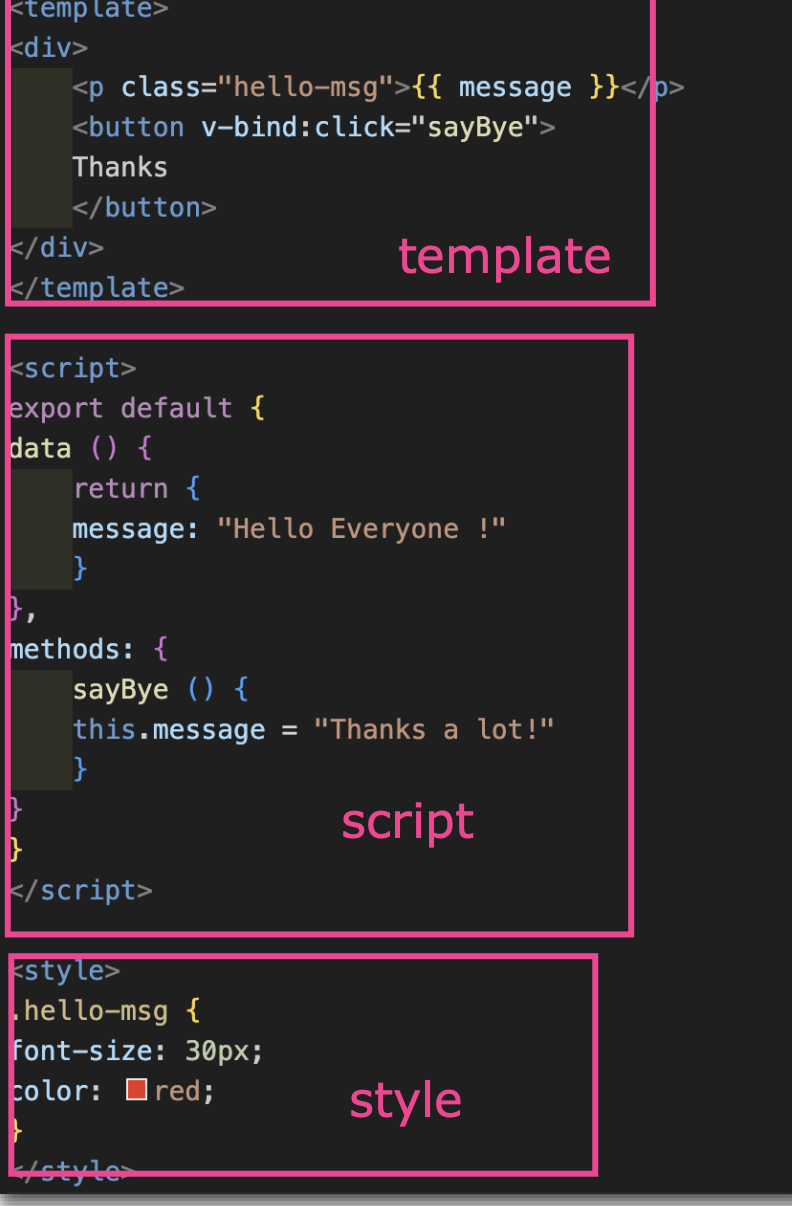 <template>
<div>
<p class="hello-msg">{{ message }}</p>
<button v-bind:click="sayBye">
Thanks
</button>
</div>
template
</template>
<script>
export default {
data () {
return {
message: "Hello Everyone !"
}
},
methods: {
sayBye () {
this.message = "Thanks a lot!"
}
}
script
}
</script>
<style>
.hello-msg {
font-size: 30px;
color: red;
style
}
</style>